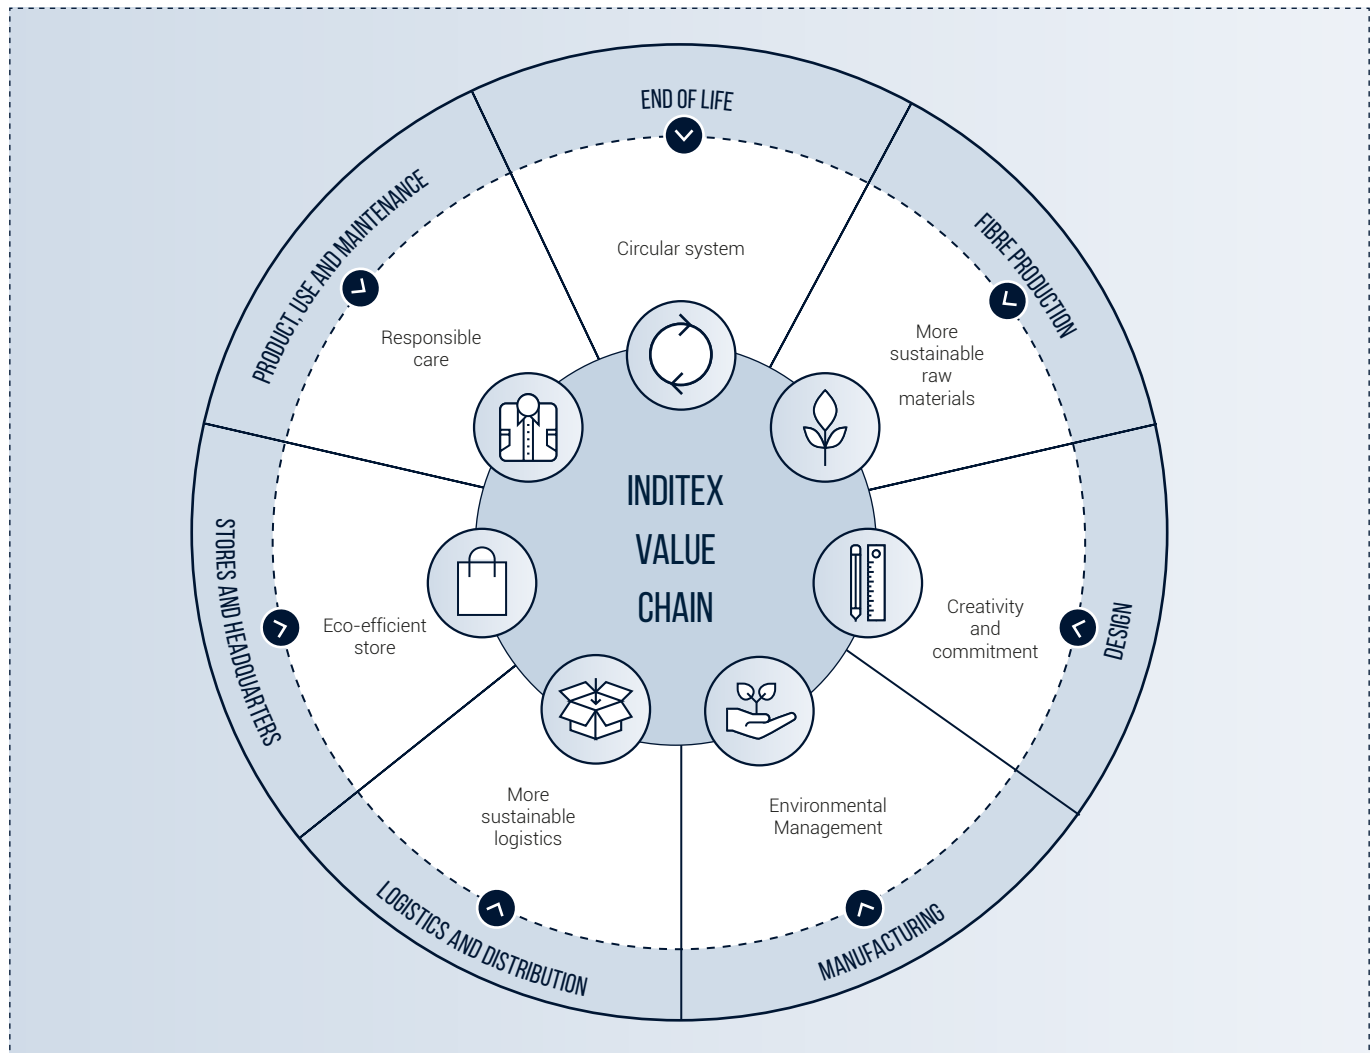 END OF LIFE
Circular system
FIBRE PRODUCTION
More
sustainable
raw
materials
DESIGN
Creativity
and
commitment
MANUFACTURING
Environmental
Management
LOGISTICS AND DISTRIBUTION
More
sustainable
logistics
STORES AND HEADQUARTERS
Eco-efficient
store
PRODUCT, USE AND MAINTENANCE
Responsible
care
INDITEX
VALUE
CHAIN